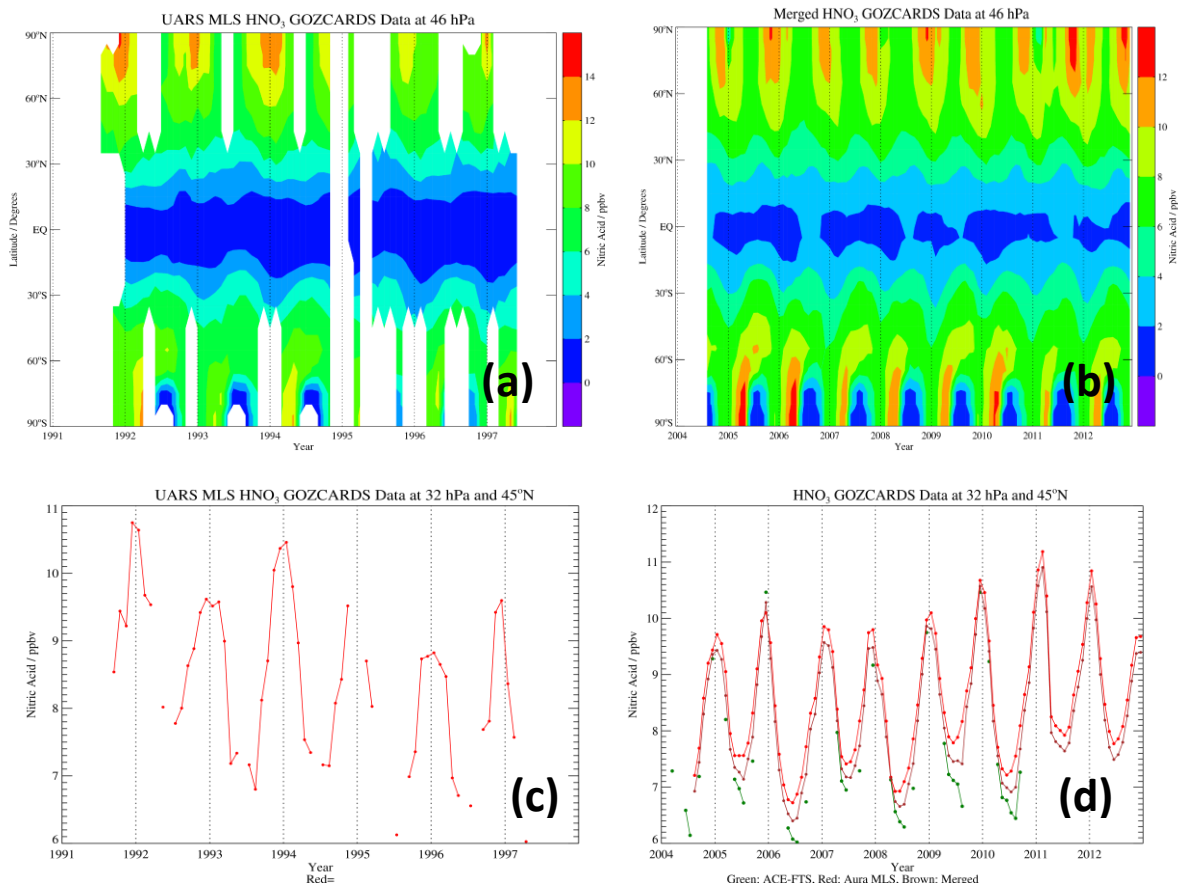 UARS MLS HNO₃ GOZCARDS Data at 46 hPa
90°N
60°N
30°N
EQ
30°S
60°S
90°S
Latitude / Degrees
1991 1992 1993 1994 1995 1996 1997
Year
14
12
10
8
6
4
2
0
Nitric Acid / ppbv
(a)
Merged HNO₃ GOZCARDS Data at 46 hPa
90°N
60°N
30°N
EQ
30°S
60°S
90°S
Latitude / Degrees
2004 2005 2006 2007 2008 2009 2010 2011 2012
Year
12
10
8
6
4
2
0
Nitric Acid / ppbv
(b)
UARS MLS HNO₃ GOZCARDS Data at 32 hPa and 45°N
11
10
9
8
7
6
Nitric Acid / ppbv
1991 1992 1993 1994 1995 1996 1997
Year
Red=
(c)
HNO₃ GOZCARDS Data at 32 hPa and 45°N
12
11
10
9
8
7
6
Nitric Acid / ppbv
2004 2005 2006 2007 2008 2009 2010 2011 2012
Year
Green: ACE-FTS, Red: Aura MLS, Brown: Merged
(d)